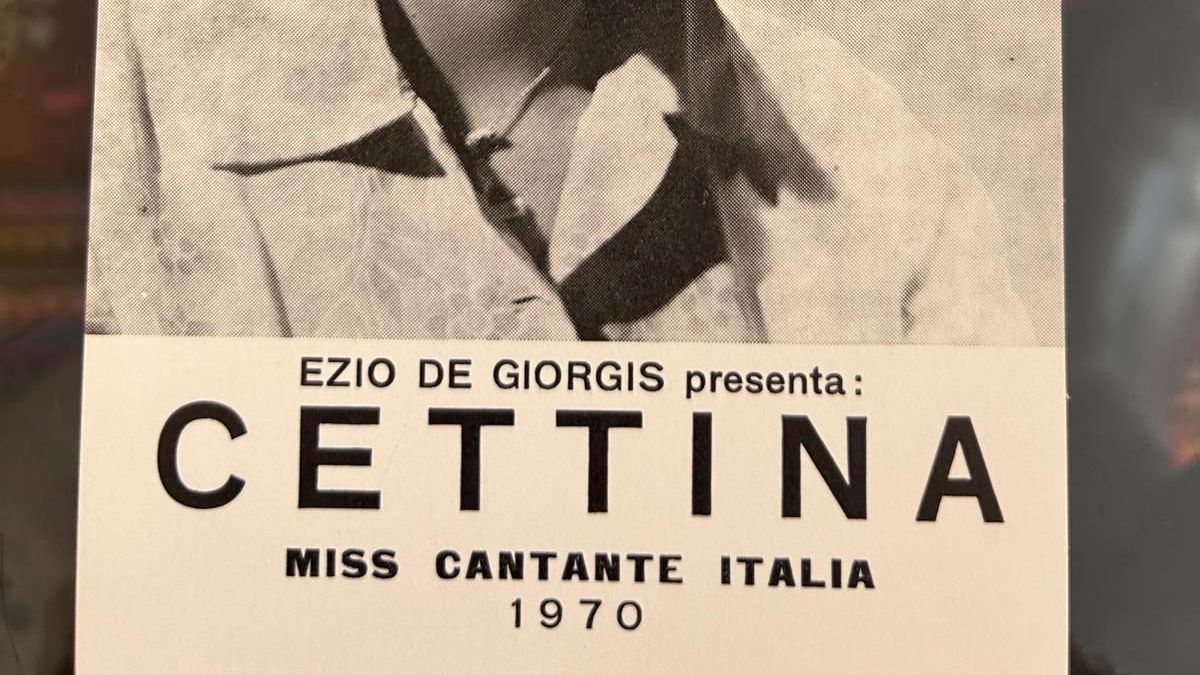 EZIO DE GIORGIS presenta:
CETTINA
MISS CANTANTE ITALIA
1970